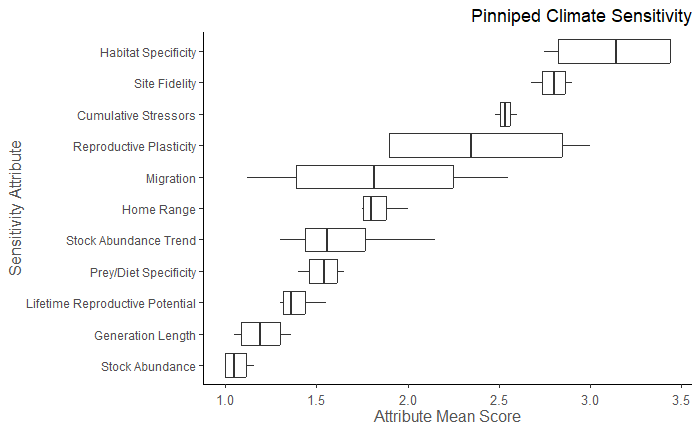 Pinniped Climate Sensitivity
Sensitivity Attribute
Habitat Specificity
Site Fidelity
Cumulative Stressors
Reproductive Plasticity
Migration
Home Range
Stock Abundance Trend
Prey/Diet Specificity
Lifetime Reproductive Potential
Generation Length
Stock Abundance
1.0 1.5 2.0 2.5 3.0 3.5
Attribute Mean Score